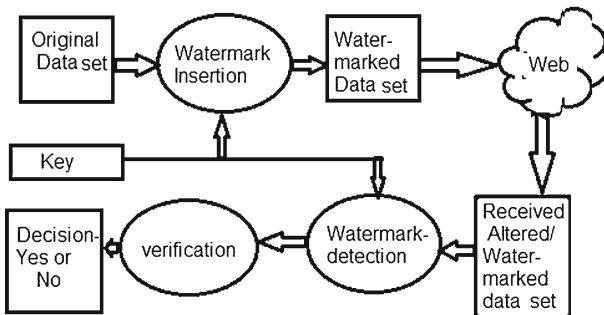 Original
Data set
Watermark
Insertion
Water-
marked
Data set
Web
Key
Decision-
Yes or
No
verification
Watermark-
detection
Received
Altered/
Water-
marked
data set